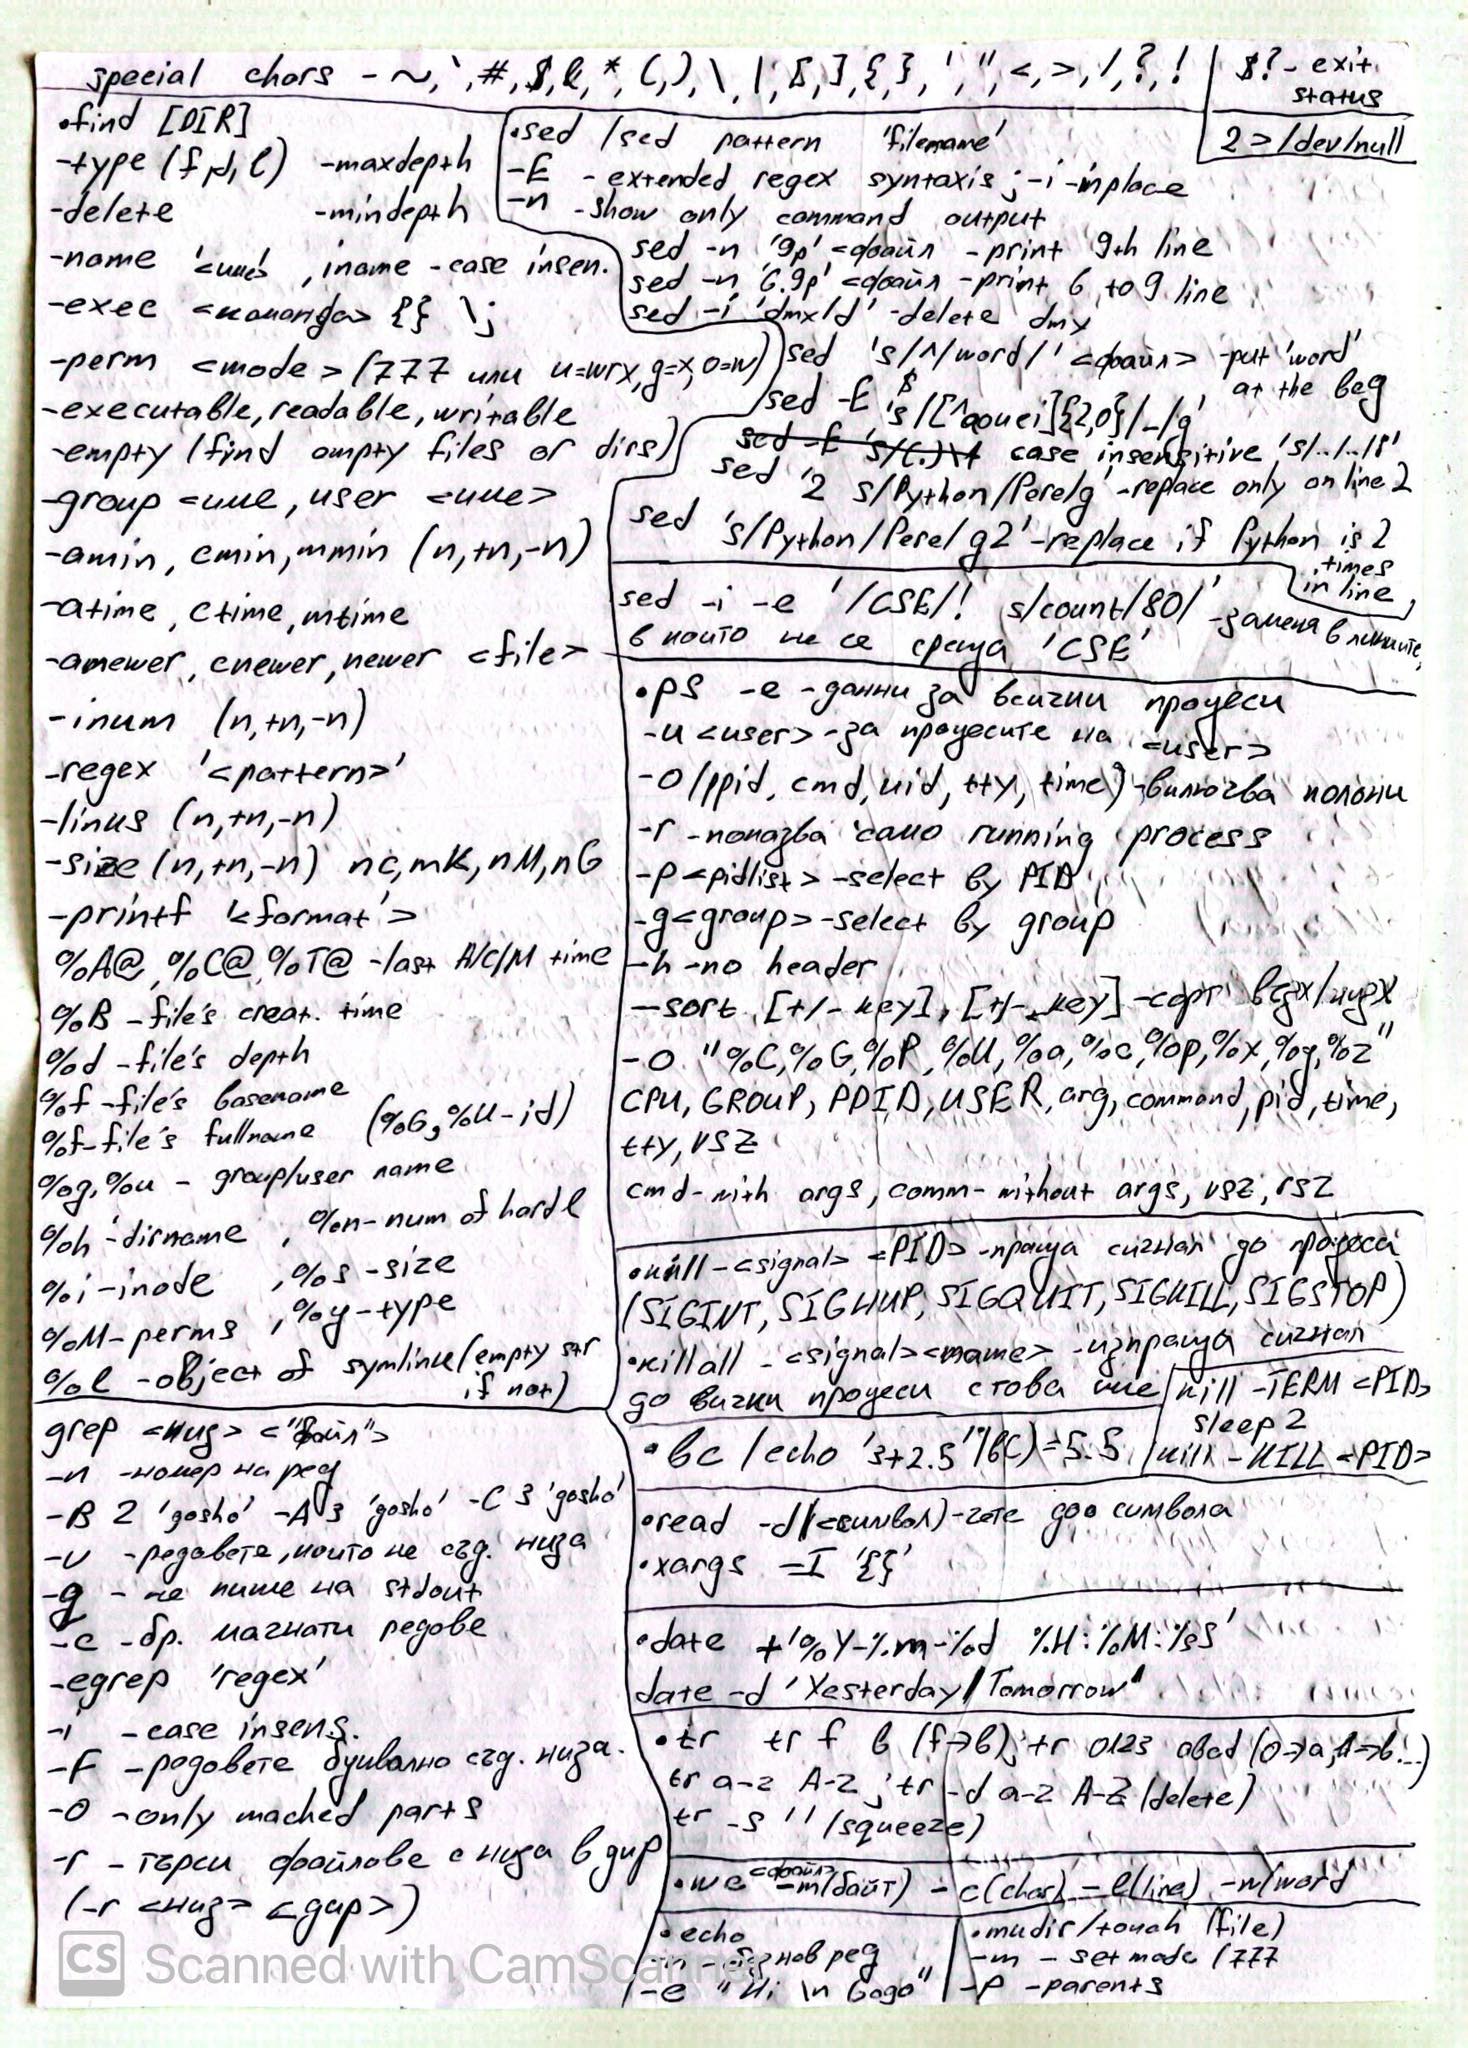 special chars - ~, `, #, $, &, *, (, ), \, |, [, ], {, }, ', ", <, >, /, ?, !
$? - exit
status
2>/dev/null
•find [DIR]
-type (f,d,l) -maxdepth
-delete -mindepth
-name '<име>', iname - case insen.
-exec <команда> {} \;
-perm <mode> (777 или u=wrx,g=x,o=w)
-executable, readable, writable
-empty (find empty files or dirs)
-group <име, user <име>
-amin, cmin, mmin (n,+n,-n)
-atime, ctime, mtime
-anewer, cnewer, newer <file>
-inum (n,+n,-n)
-regex '<pattern>'
-links (n,+n,-n)
-size (n,+n,-n) nc, mK, nM, nG
-printf '<format'>
%A@, %C@, %T@ - last A/C/M time
%B - file's creat. time
%d - file's depth
%f - file's basename
%f - file's fullname (%G, %U - id)
%g, %u - group/user name
%h - dirname, %n - num of hardl
%i - inode, %s - size
%M - perms, %y - type
%l - object of symlink (empty str
if not)
grep <низ> <"файл">
-n - номер на ред
-B 2 'gosho' -A 3 'gosho' -C 3 'gosho'
-v - редовете, които не съд. низа
-q - не пише на stdout
-c - бр. мачнати редове
-egrep 'regex'
-i - case insens.
-F - редовете буквално съд. низа.
-o - only mached parts
-r - търси файлове с низа в дир
(-r <низ> <дир>)
•sed /sed pattern 'filename'
-E - extended regex syntaxis; -i - inplace
-n - show only command output
sed -n '9p' <файл - print 9th line
sed -n '6.9p' <файл - print 6 to 9 line
sed -i 'dmx/d' - delete dmx
sed 's/^/word/' <файл> - put 'word'
$ at the beg
sed -E 's/[^aouei]{2,0}/_/g'
sed -E 's/(.)\1 case insensitive 's/../../I'
sed '2 s/Python/Perl/g' - replace only on line 2
sed 's/Python/Perl/g2' - replace if Python is 2
times
in line
sed -i -e '/CSE/! s/count/80/' - замена в линиите,
в които не се среща 'CSE'
•ps -e - данни за всички процеси
-u <user> - за процесите на <user>
-O (ppid, cmd, uid, tty, time) - включва колони
-r - показва само running process
-p <pidlist> - select by PID
-g <group> - select by group
-h - no header
--sort [+/- key], [+/- key] - сорт възх/низх
-o "%C,%G,%P,%U,%a,%c,%p,%x,%y,%z"
CPU, GROUP, PPID, USER, arg, command, pid, time,
tty, VSZ
cmd - with args, comm - without args, vsz, rsz
•kill -<signal> <PID> - праща сигнал до процеса
(SIGINT, SIGHUP, SIGQUIT, SIGKILL, SIGSTOP)
•killall -<signal> <name> - изпраща сигнал
до вички процеси с това име
kill -TERM <PID>
sleep 2
kill -KILL <PID>
•bc (echo '3+2.5'|bc) = 5.5
•read -d (<символ>) - чете до символа
•xargs -I '{}'
•date +'%Y-%m-%d %H:%M:%S'
date -d 'Yesterday/Tomorrow'
•tr tr f b (f->b); tr 0123 abcd (0->a,1->b...)
tr a-z A-Z; tr -d a-z A-Z (delete)
tr -s ' ' (squeeze)
•wc <файл> -m (байт) -c (char) -l (line) -w (word
•echo
-n - без нов ред
-e "Hi \n Gogo"
•mkdir/touch (file)
-m - set mode (777
-p - parents
CS Scanned with CamScanner